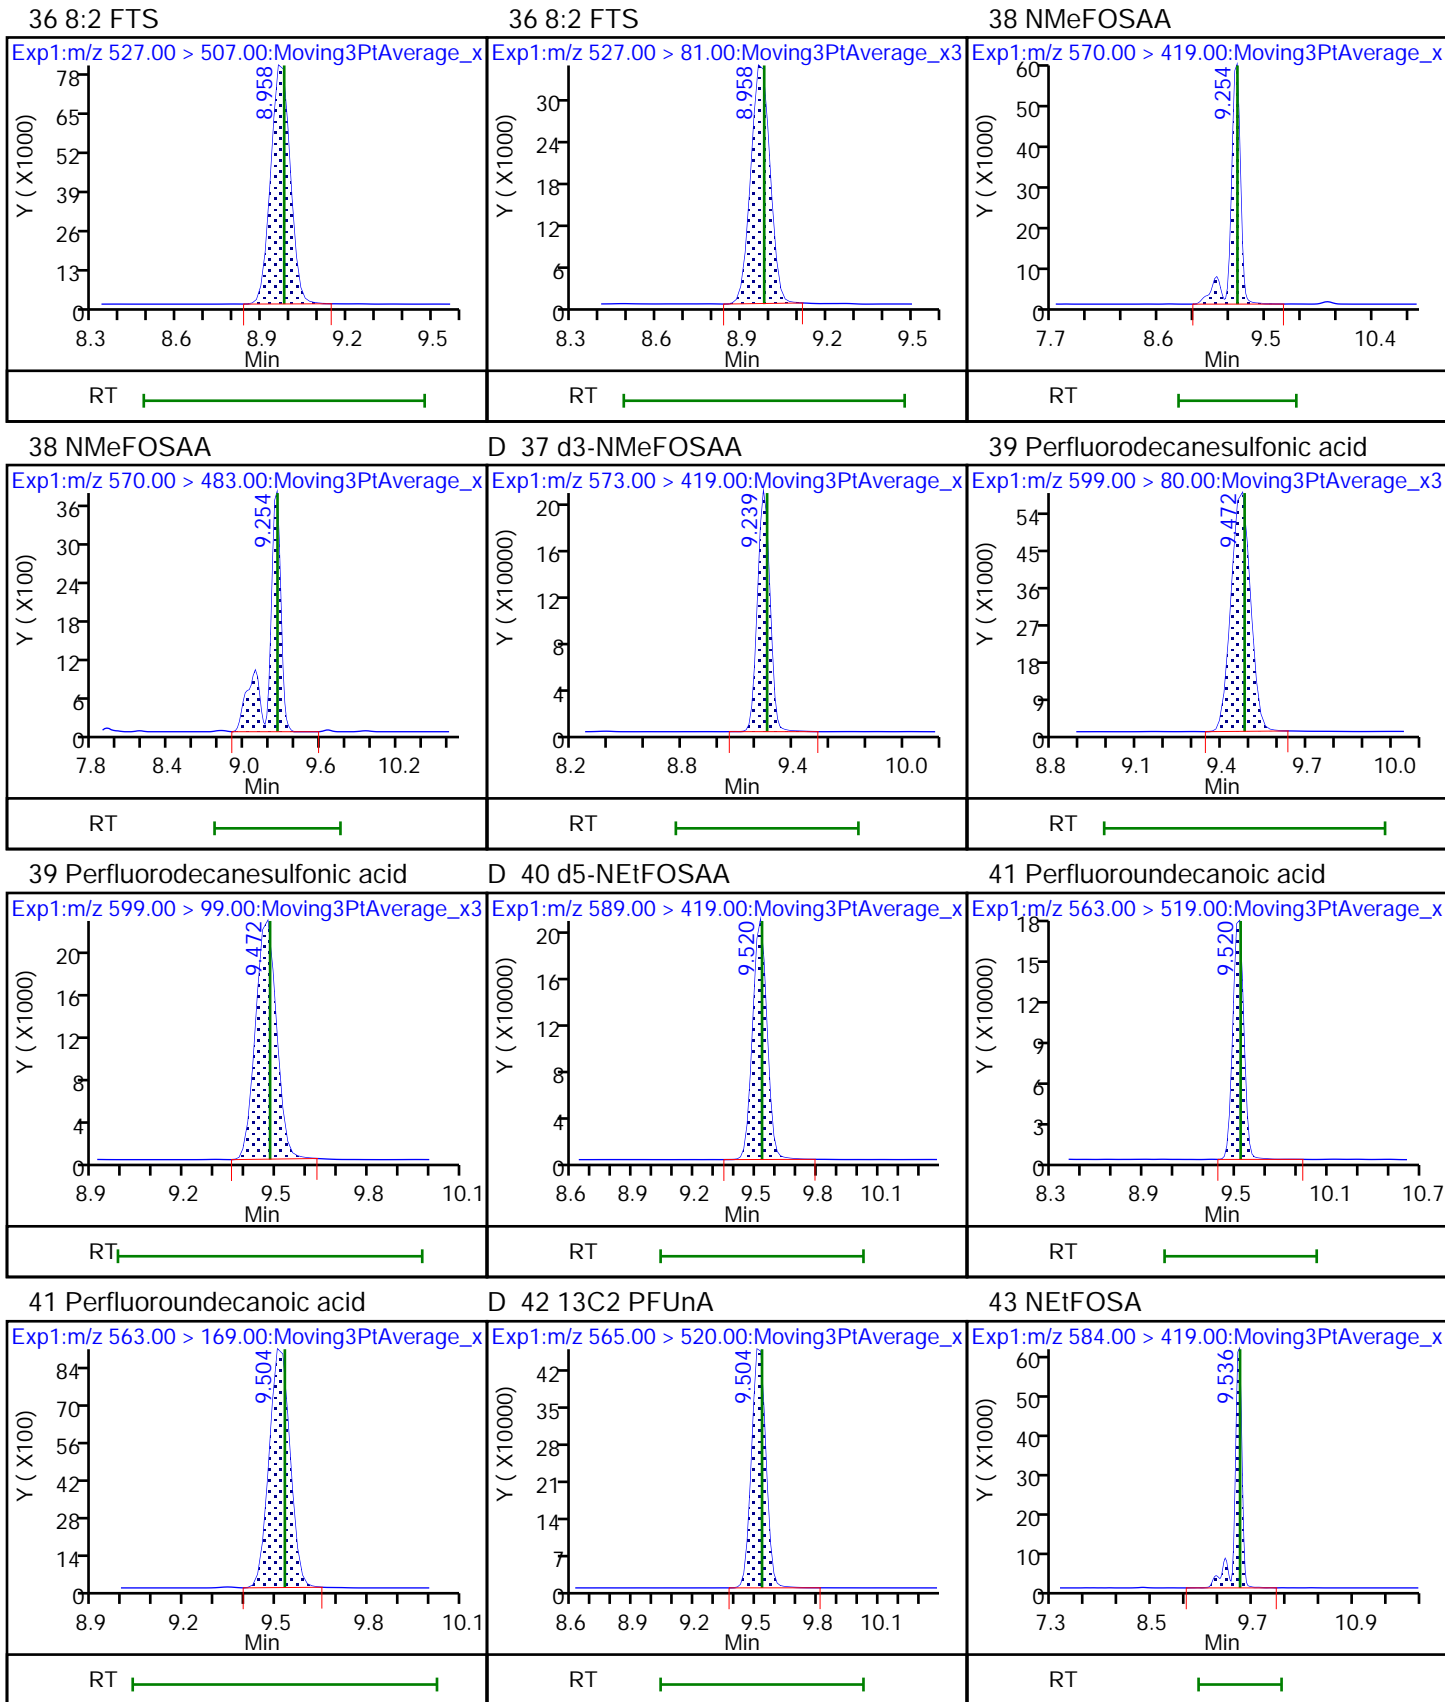 36 8:2 FTS
Exp1:m/z 527.00 > 507.00:Moving3PtAverage_x
8.958
Y ( X1000)
78
65
52
39
26
13
0
8.3 8.6 8.9 9.2 9.5
Min
RT
36 8:2 FTS
Exp1:m/z 527.00 > 81.00:Moving3PtAverage_x3
8.958
Y ( X1000)
30
24
18
12
6
0
8.3 8.6 8.9 9.2 9.5
Min
RT
38 NMeFOSAA
Exp1:m/z 570.00 > 419.00:Moving3PtAverage_x
9.254
Y ( X1000)
60
50
40
30
20
10
0
7.7 8.6 9.5 10.4
Min
RT
38 NMeFOSAA
Exp1:m/z 570.00 > 483.00:Moving3PtAverage_x
9.254
Y ( X100)
36
30
24
18
12
6
0
7.8 8.4 9.0 9.6 10.2
Min
RT
D 37 d3-NMeFOSAA
Exp1:m/z 573.00 > 419.00:Moving3PtAverage_x
9.239
Y ( X10000)
20
16
12
8
4
0
8.2 8.8 9.4 10.0
Min
RT
39 Perfluorodecanesulfonic acid
Exp1:m/z 599.00 > 80.00:Moving3PtAverage_x3
9.472
Y ( X1000)
54
45
36
27
18
9
0
8.8 9.1 9.4 9.7 10.0
Min
RT
39 Perfluorodecanesulfonic acid
Exp1:m/z 599.00 > 99.00:Moving3PtAverage_x3
9.472
Y ( X1000)
20
16
12
8
4
0
8.9 9.2 9.5 9.8 10.1
Min
RT
D 40 d5-NEtFOSAA
Exp1:m/z 589.00 > 419.00:Moving3PtAverage_x
9.520
Y ( X10000)
20
16
12
8
4
0
8.6 8.9 9.2 9.5 9.8 10.1
Min
RT
41 Perfluoroundecanoic acid
Exp1:m/z 563.00 > 519.00:Moving3PtAverage_x
9.520
Y ( X10000)
18
15
12
9
6
3
0
8.3 8.9 9.5 10.1 10.7
Min
RT
41 Perfluoroundecanoic acid
Exp1:m/z 563.00 > 169.00:Moving3PtAverage_x
9.504
Y ( X100)
84
70
56
42
28
14
0
8.9 9.2 9.5 9.8 10.1
Min
RT
D 42 13C2 PFUnA
Exp1:m/z 565.00 > 520.00:Moving3PtAverage_x
9.504
Y ( X10000)
42
35
28
21
14
7
0
8.6 8.9 9.2 9.5 9.8 10.1
Min
RT
43 NEtFOSA
Exp1:m/z 584.00 > 419.00:Moving3PtAverage_x
9.536
Y ( X1000)
60
50
40
30
20
10
0
7.3 8.5 9.7 10.9
Min
RT